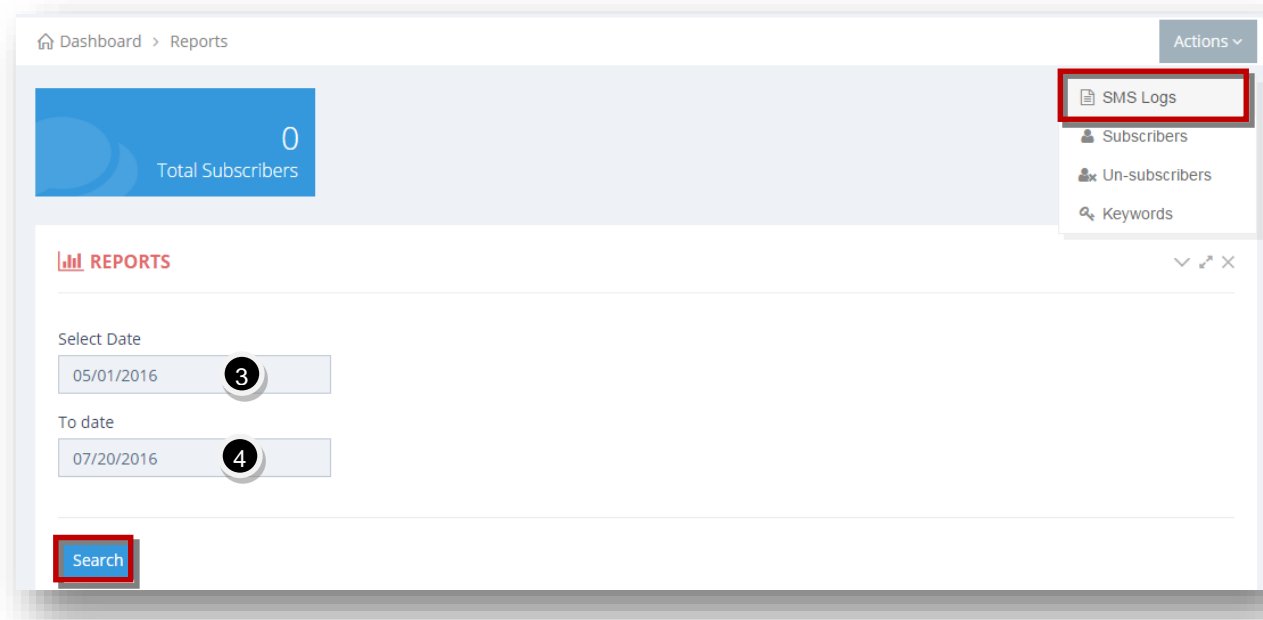 Dashboard > Reports
Actions
SMS Logs
Subscribers
Un-subscribers
Keywords
0
Total Subscribers
REPORTS
Select Date
05/01/2016
3
To date
07/20/2016
4
Search